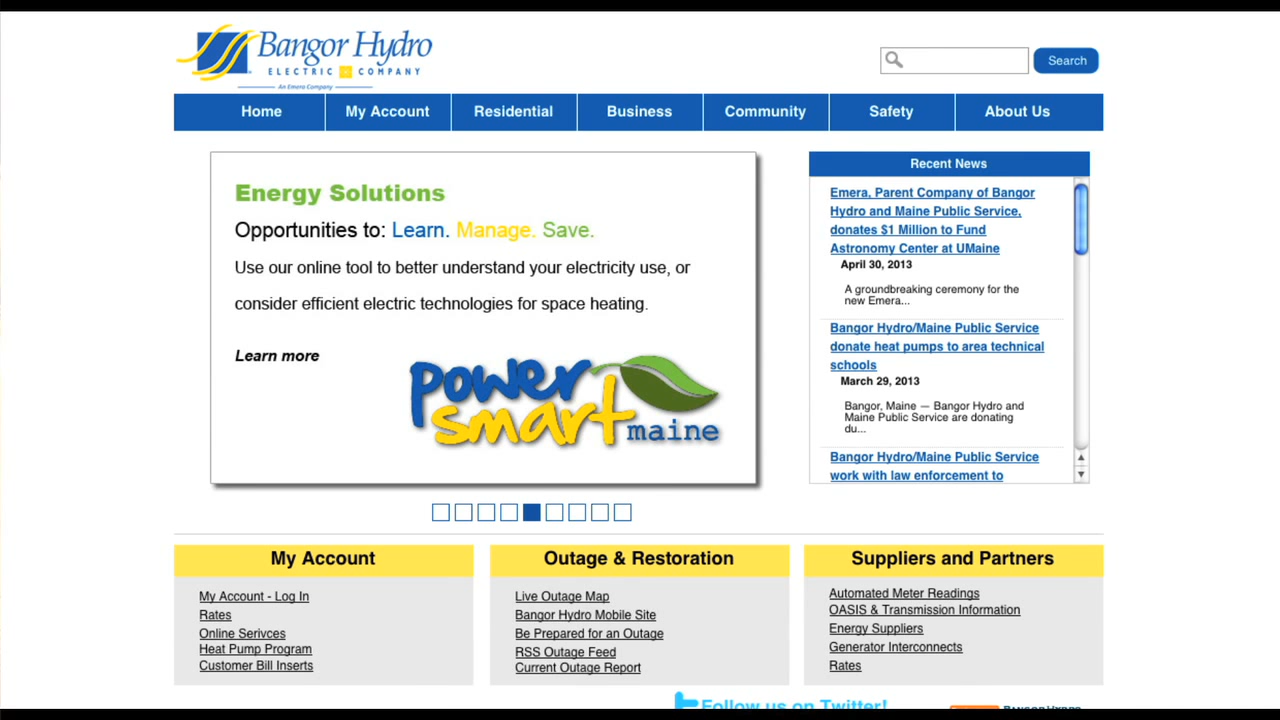 Bangor Hydro
ELECTRIC COMPANY
An Emera Company
Search
Home
My Account
Residential
Business
Community
Safety
About Us
Energy Solutions
Opportunities to: Learn. Manage. Save.
Use our online tool to better understand your electricity use, or
consider efficient electric technologies for space heating.
Learn more
power
smart
maine
Recent News
Emera, Parent Company of Bangor
Hydro and Maine Public Service,
donates $1 Million to Fund
Astronomy Center at UMaine
April 30, 2013
A groundbreaking ceremony for the
new Emera...
Bangor Hydro/Maine Public Service
donate heat pumps to area technical
schools
March 29, 2013
Bangor, Maine — Bangor Hydro and
Maine Public Service are donating
du...
Bangor Hydro/Maine Public Service
work with law enforcement to
My Account
My Account - Log In
Rates
Online Serivces
Heat Pump Program
Customer Bill Inserts
Outage & Restoration
Live Outage Map
Bangor Hydro Mobile Site
Be Prepared for an Outage
RSS Outage Feed
Current Outage Report
Suppliers and Partners
Automated Meter Readings
OASIS & Transmission Information
Energy Suppliers
Generator Interconnects
Rates
Follow us on Twitter!
BANGOR HYDRO